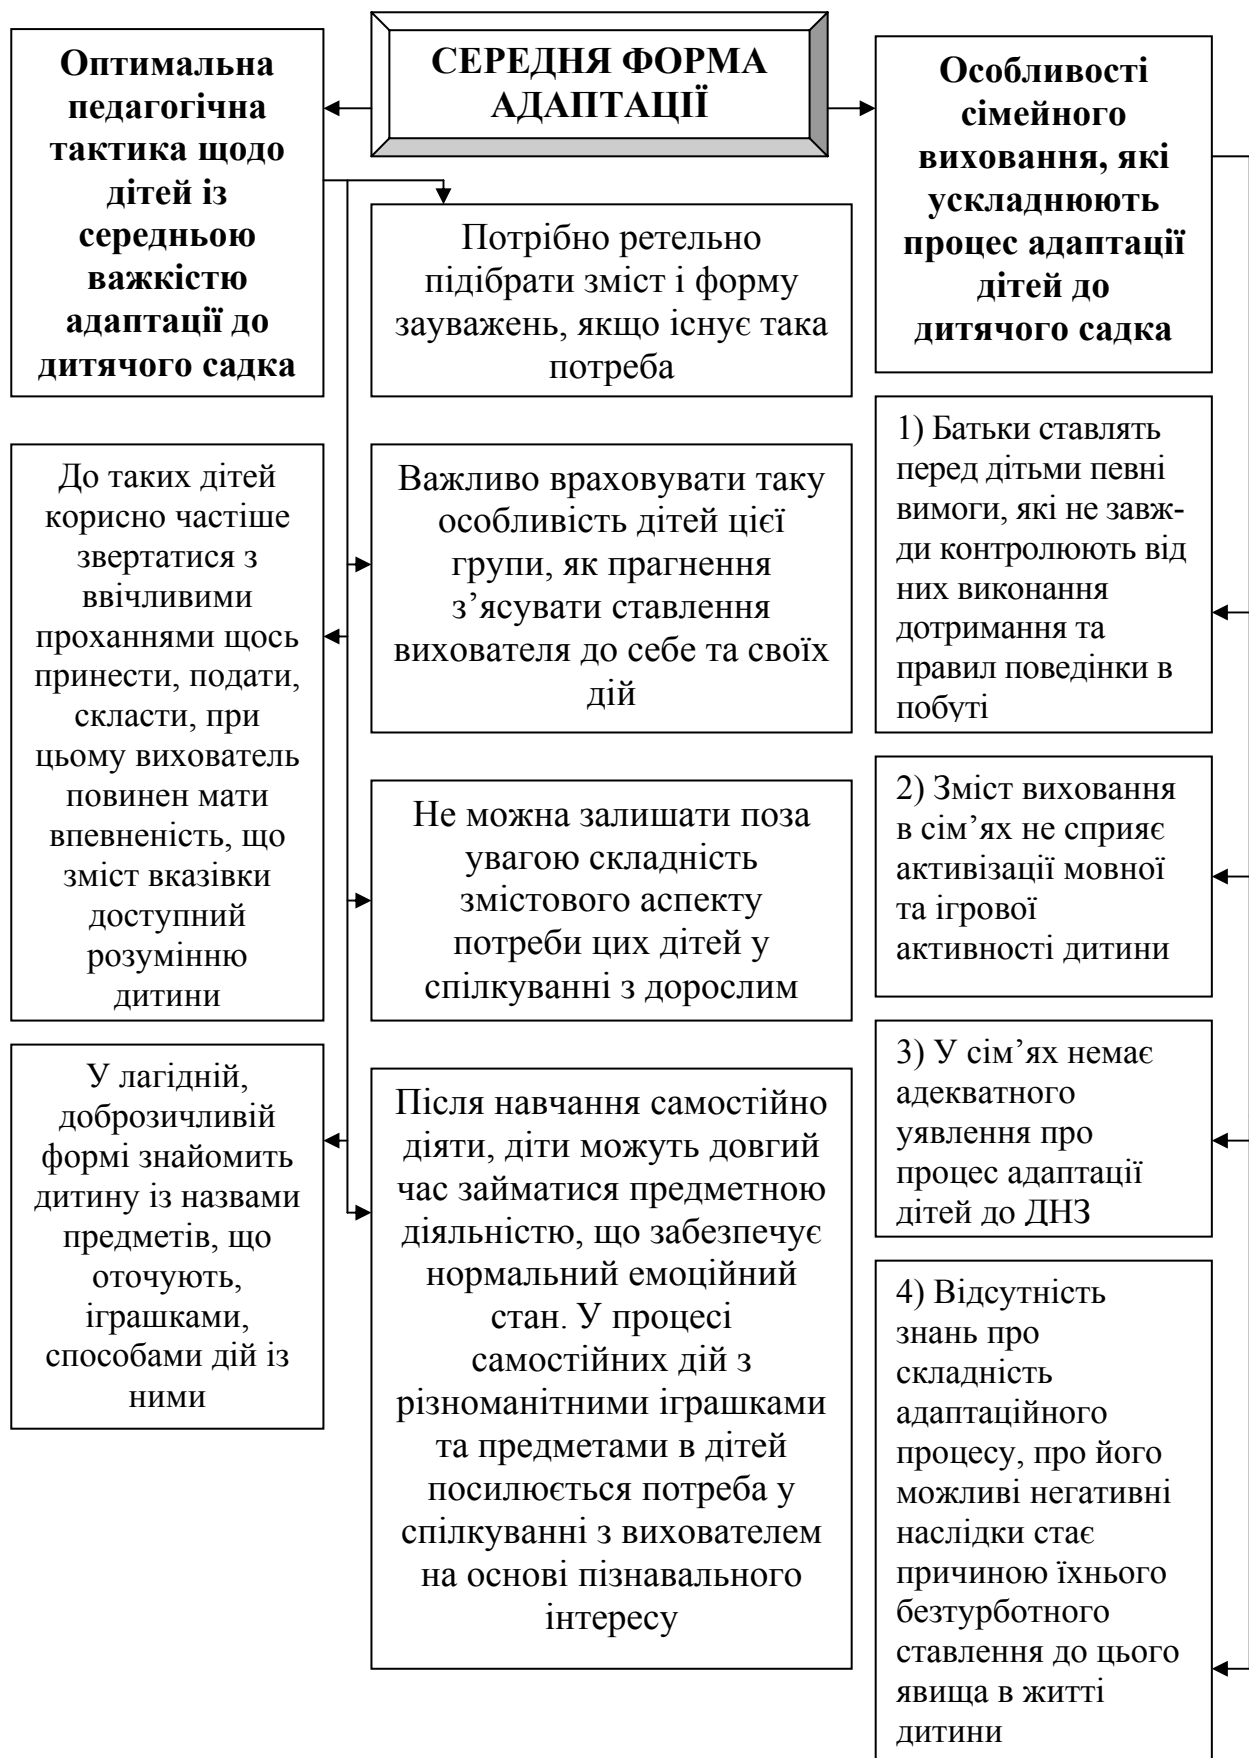 СЕРЕДНЯ ФОРМА
АДАПТАЦІЇ
Оптимальна
педагогічна
тактика щодо
дітей із
середньою
важкістю
адаптації до
дитячого садка
Особливості
сімейного
виховання, які
ускладнюють
процес адаптації
дітей до
дитячого садка
Потрібно ретельно
підібрати зміст і форму
зауважень, якщо існує така
потреба
До таких дітей
корисно частіше
звертатися з
ввічливими
проханнями щось
принести, подати,
скласти, при
цьому вихователь
повинен мати
впевненість, що
зміст вказівки
доступний
розумінню
дитини
Важливо враховувати таку
особливість дітей цієї
групи, як прагнення
з’ясувати ставлення
вихователя до себе та своїх
дій
Не можна залишати поза
увагою складність
змістового аспекту
потреби цих дітей у
спілкуванні з дорослим
У лагідній,
доброзичливій
формі знайомить
дитину із назвами
предметів, що
оточують,
іграшками,
способами дій із
ними
Після навчання самостійно
діяти, діти можуть довгий
час займатися предметною
діяльністю, що забезпечує
нормальний емоційний
стан. У процесі
самостійних дій з
різноманітними іграшками
та предметами в дітей
посилюється потреба у
спілкуванні з вихователем
на основі пізнавального
інтересу
1) Батьки ставлять
перед дітьми певні
вимоги, які не завж-
ди контролюють від
них виконання
дотримання та
правил поведінки в
побуті
2) Зміст виховання
в сім’ях не сприяє
активізації мовної
та ігрової
активності дитини
3) У сім’ях немає
адекватного
уявлення про
процес адаптації
дітей до ДНЗ
4) Відсутність
знань про
складність
адаптаційного
процесу, про його
можливі негативні
наслідки стає
причиною їхнього
безтурботного
ставлення до цього
явища в житті
дитини